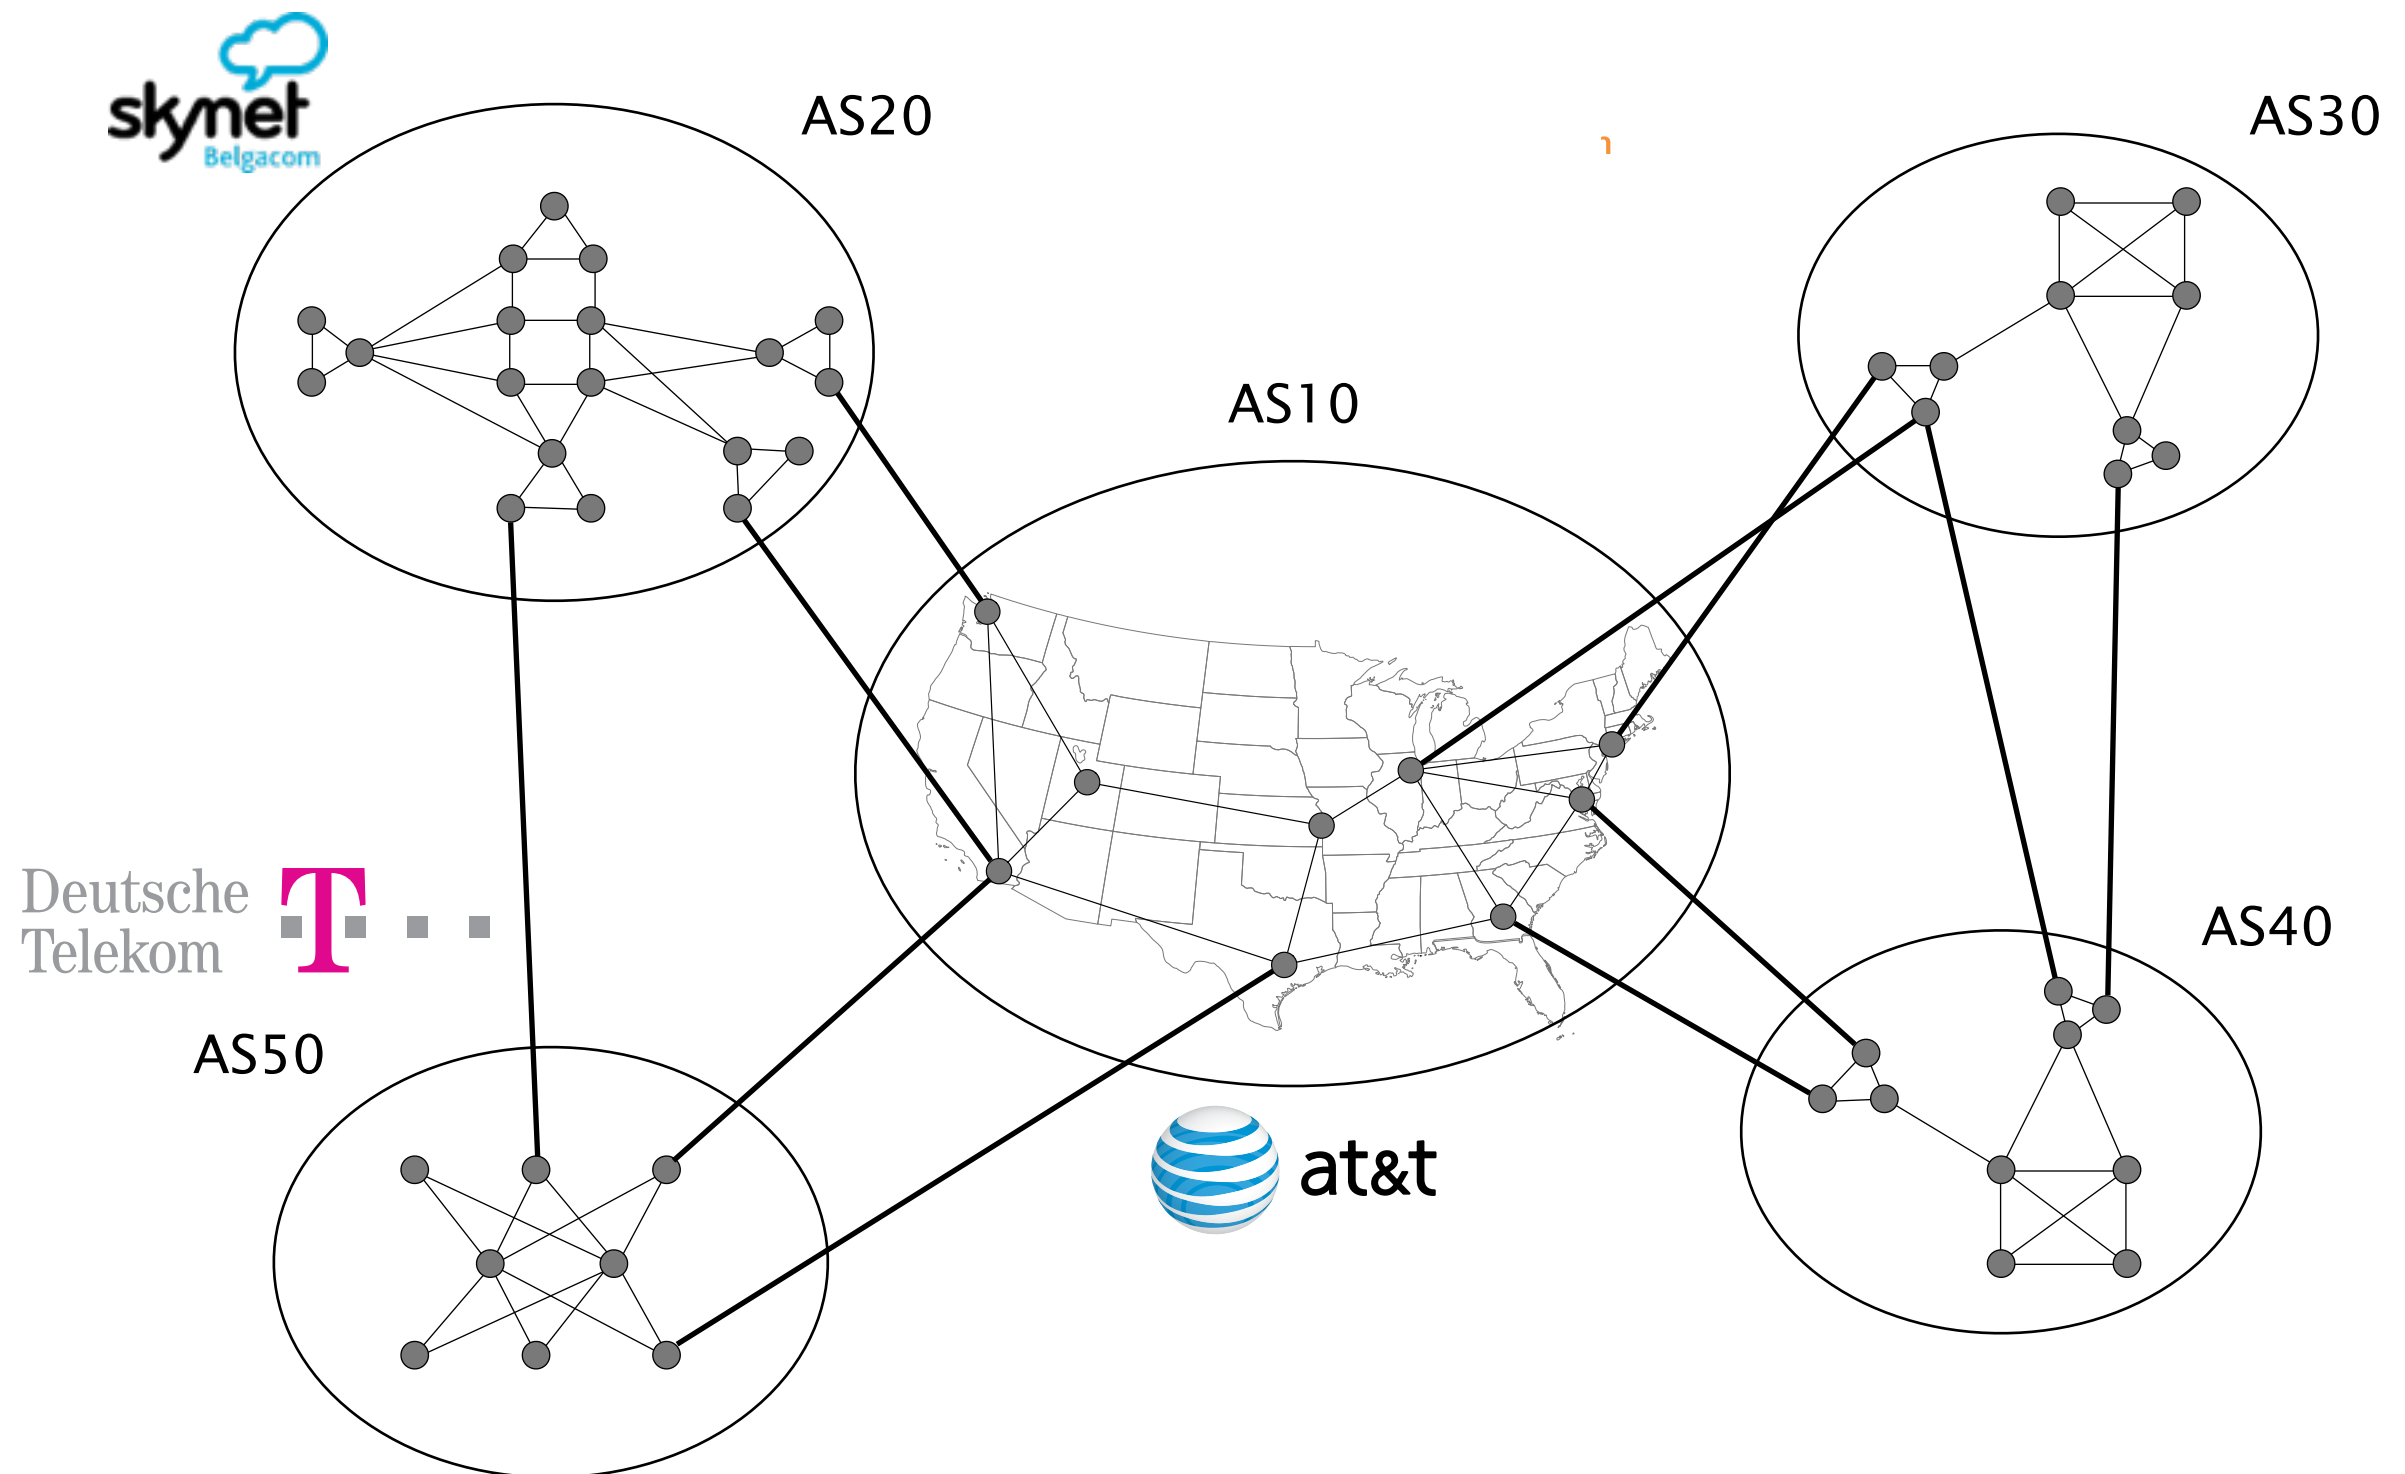 skynet
Belgacom
AS20
AS30
AS10
Deutsche
Telekom
T
AS40
AS50
at&t